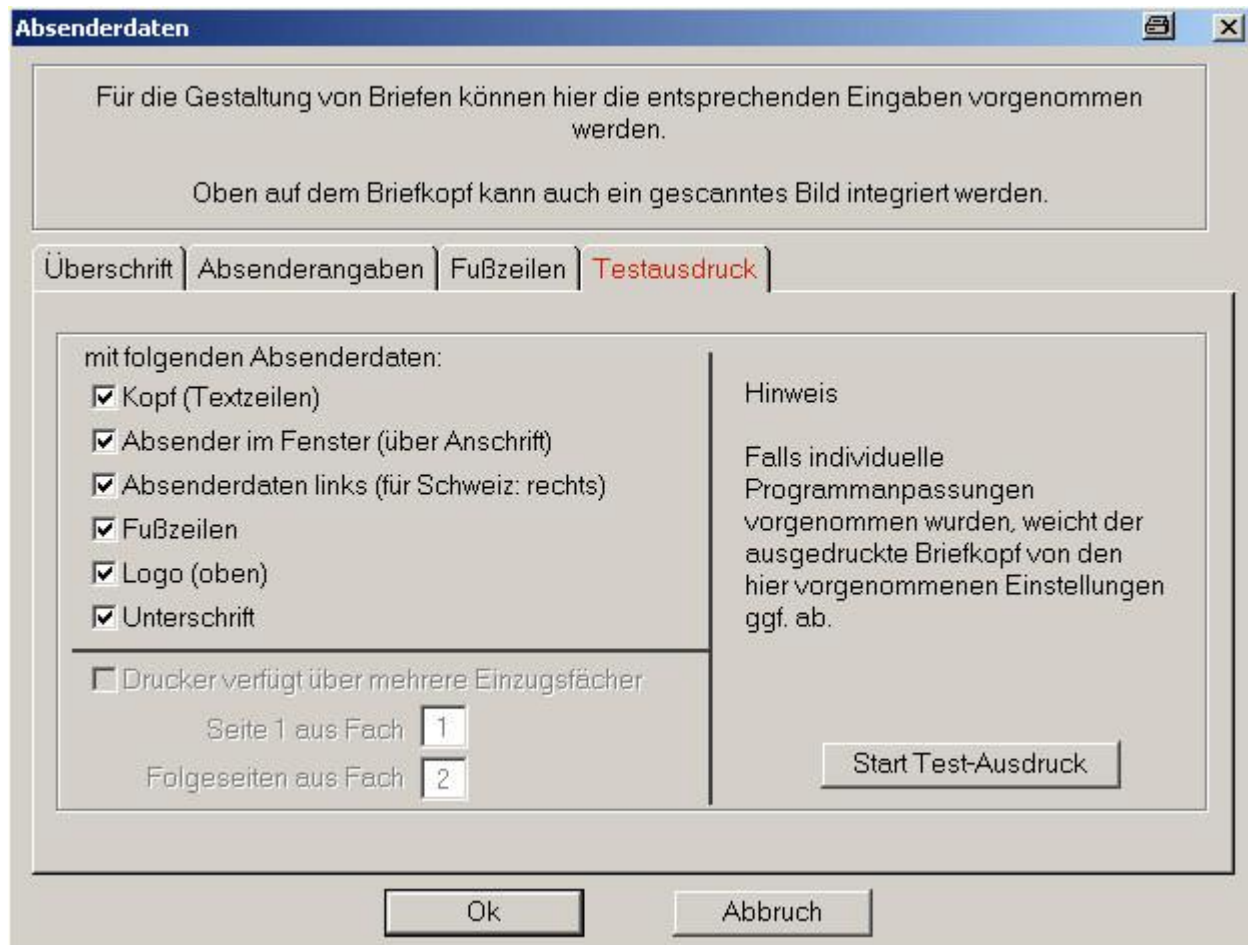 Absenderdaten
Für die Gestaltung von Briefen können hier die entsprechenden Eingaben vorgenommen
werden.
Oben auf dem Briefkopf kann auch ein gescanntes Bild integriert werden.
Überschrift Absenderangaben Fußzeilen Testausdruck
mit folgenden Absenderdaten:
Kopf (Textzeilen)
Absender im Fenster (über Anschrift)
Absenderdaten links (für Schweiz: rechts)
Fußzeilen
Logo (oben)
Unterschrift
Drucker verfügt über mehrere Einzugsfächer
Seite 1 aus Fach 1
Folgeseiten aus Fach 2
Hinweis
Falls individuelle
Programmanpassungen
vorgenommen wurden, weicht der
ausgedruckte Briefkopf von den
hier vorgenommenen Einstellungen
ggf. ab.
Start Test-Ausdruck
Ok Abbruch